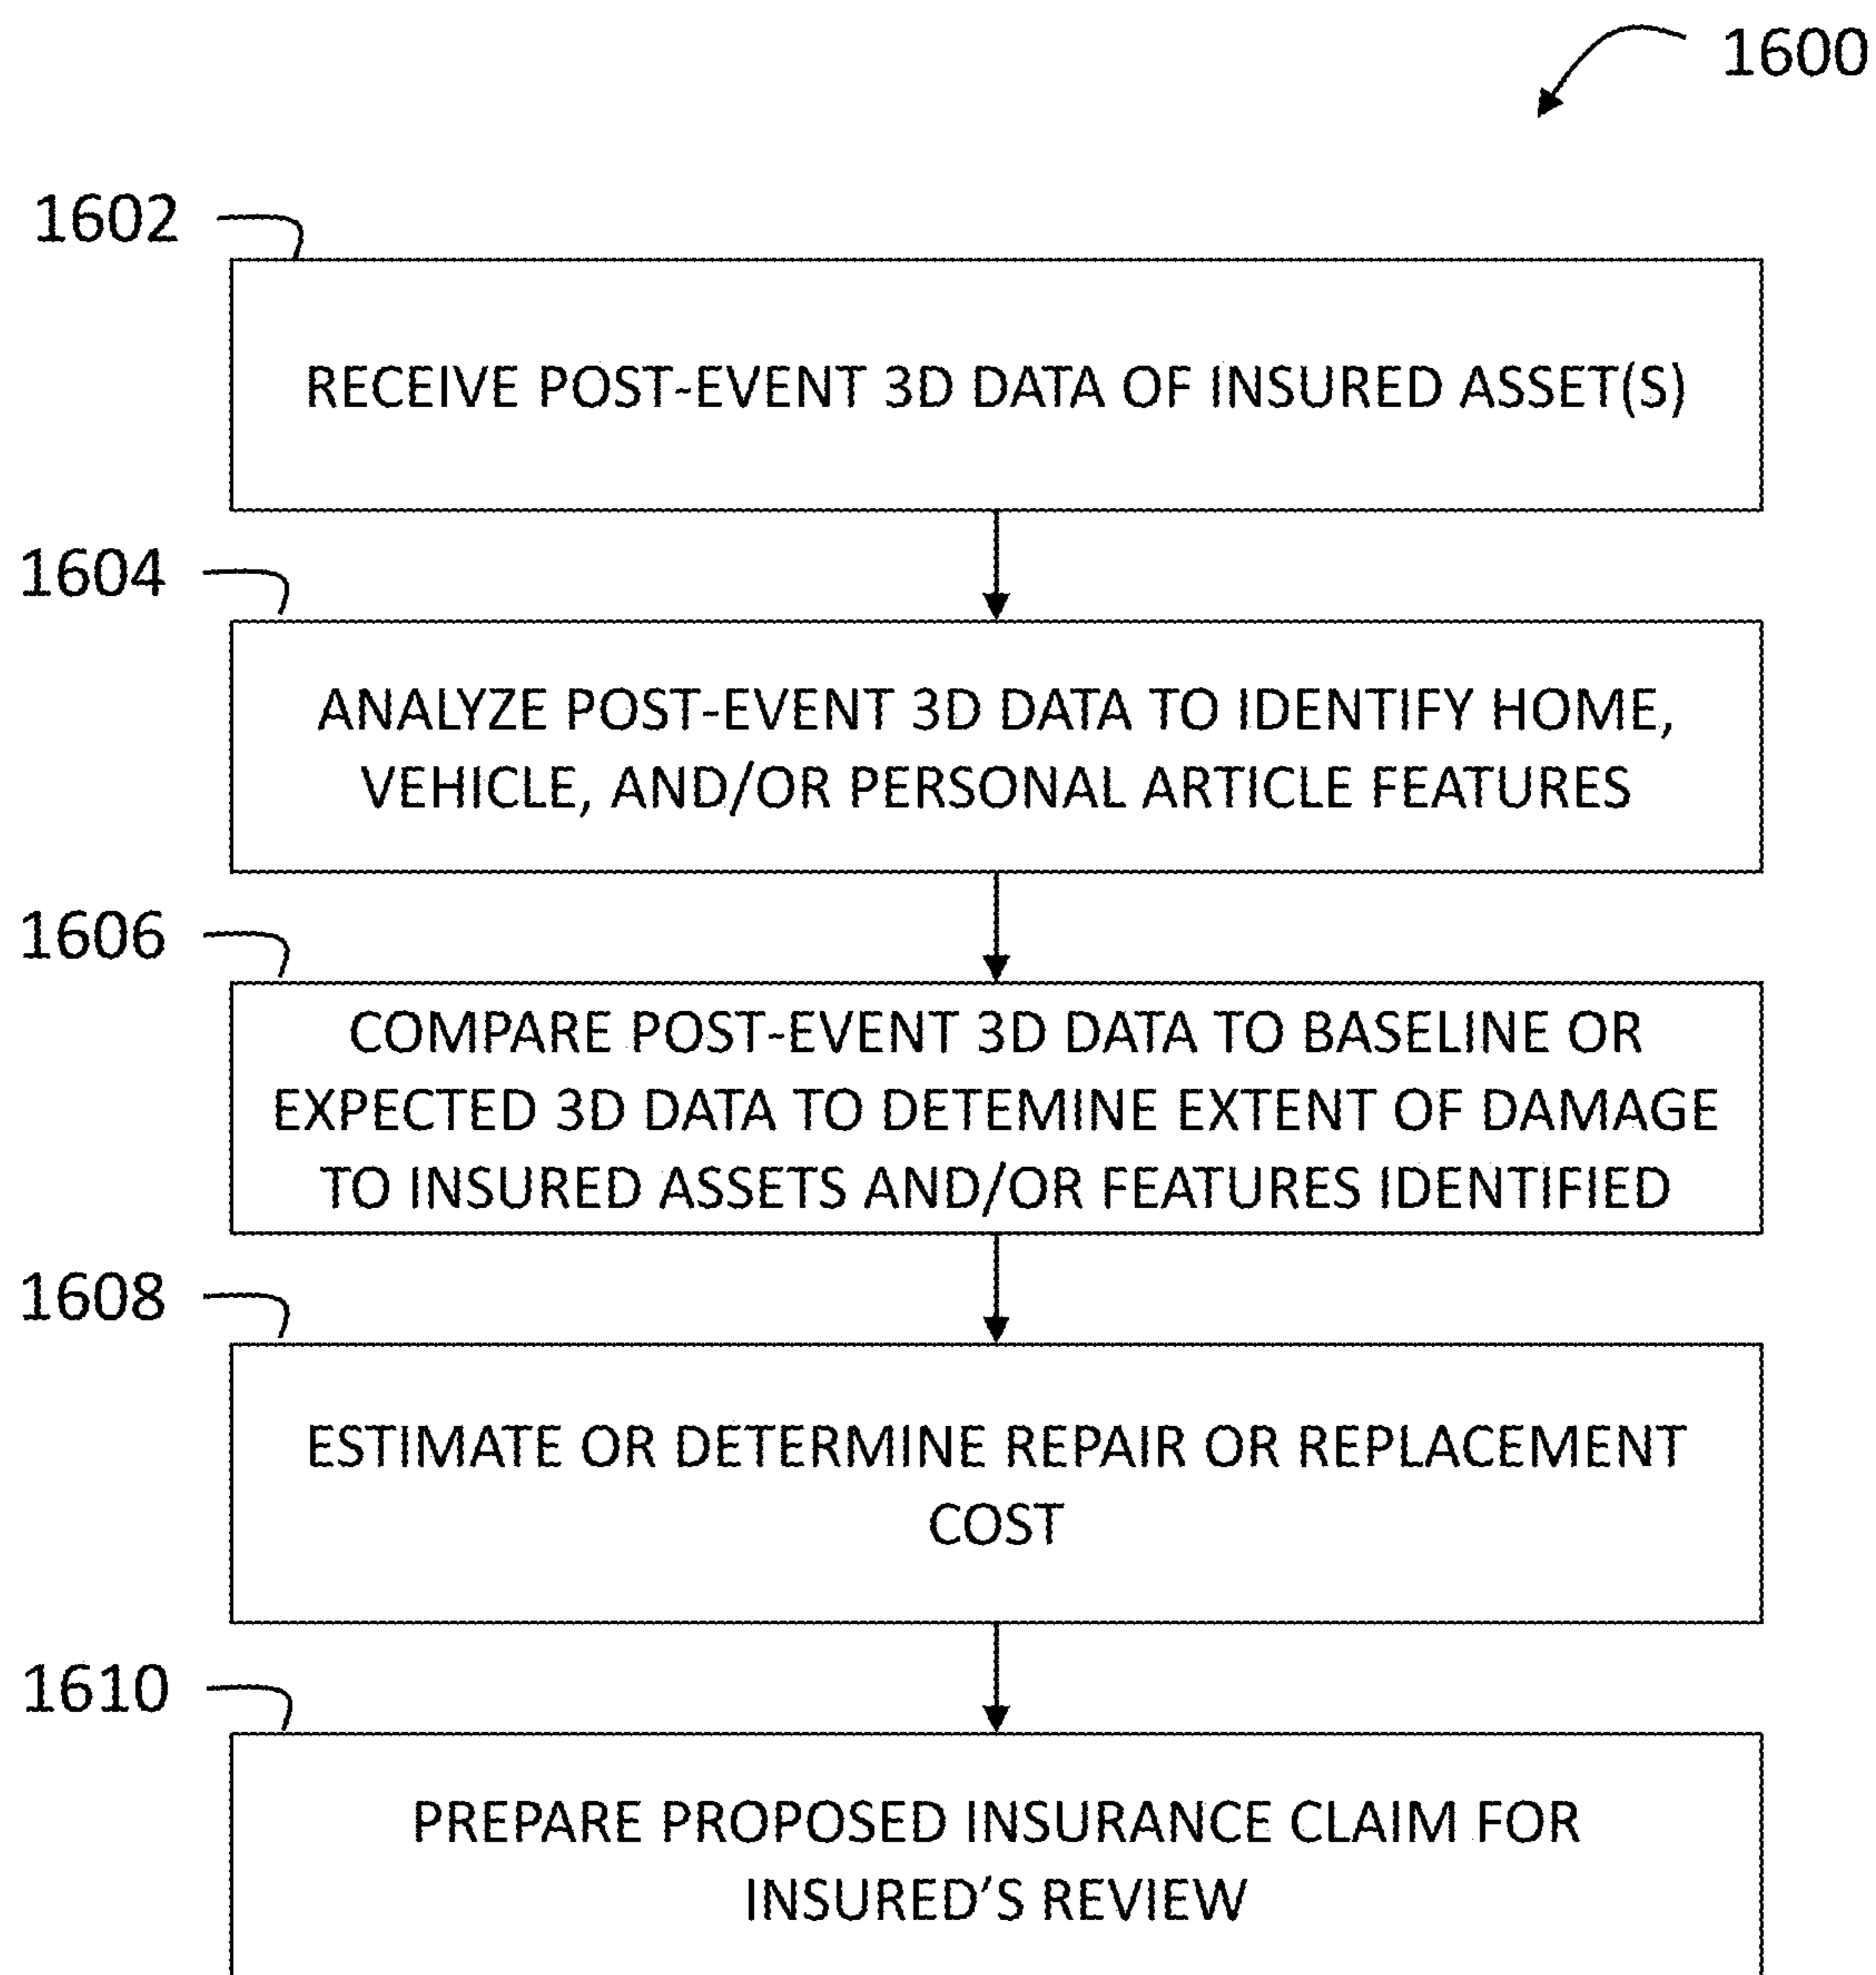 1600
1602
RECEIVE POST-EVENT 3D DATA OF INSURED ASSET(S)
1604
ANALYZE POST-EVENT 3D DATA TO IDENTIFY HOME,
VEHICLE, AND/OR PERSONAL ARTICLE FEATURES
1606
COMPARE POST-EVENT 3D DATA TO BASELINE OR
EXPECTED 3D DATA TO DETEMINE EXTENT OF DAMAGE
TO INSURED ASSETS AND/OR FEATURES IDENTIFIED
1608
ESTIMATE OR DETERMINE REPAIR OR REPLACEMENT
COST
1610
PREPARE PROPOSED INSURANCE CLAIM FOR
INSURED’S REVIEW